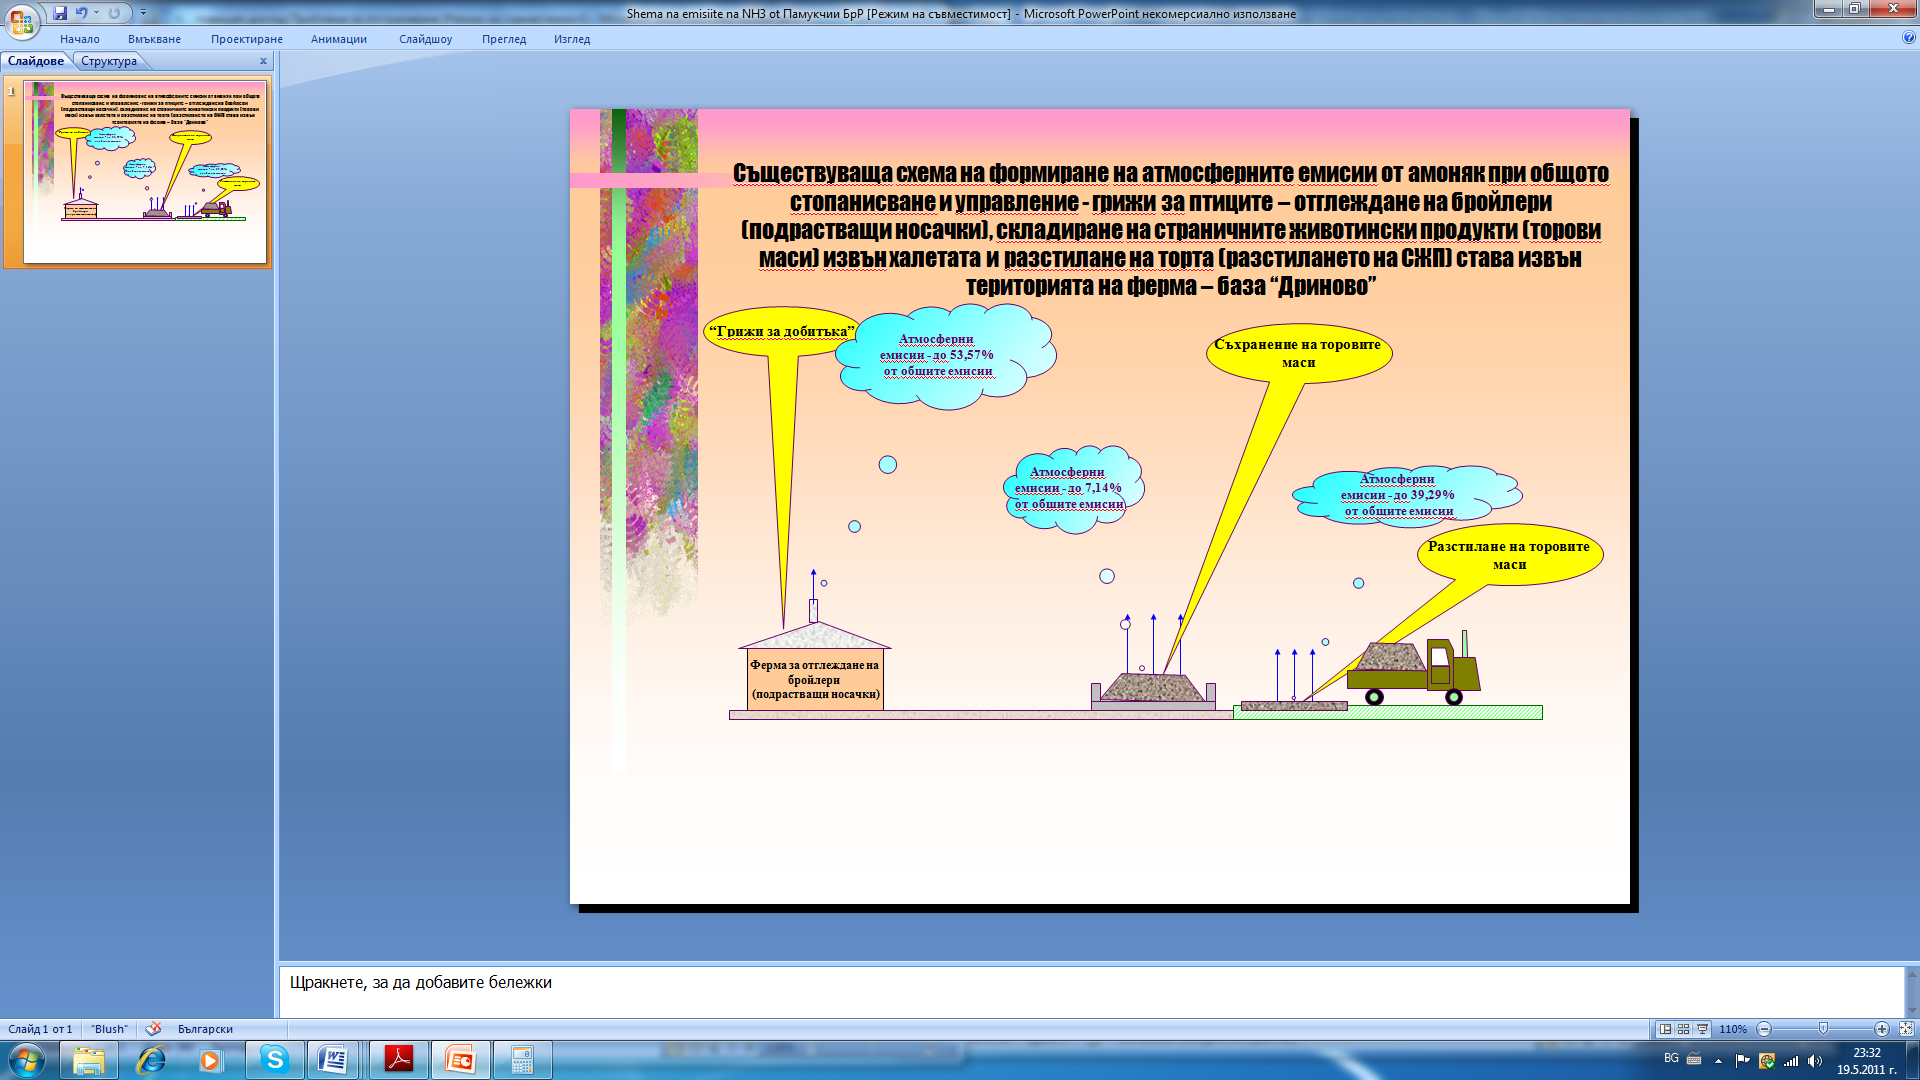 Shema na emisiite na NH3 ot Памукчии БрР [Режим на съвместимост] - Microsoft PowerPoint некомерсиално използване
Начало Вмъкване Проектиране Анимации Слайдшоу Преглед Изглед
Слайдове Структура x
1
Съществуваща схема на формиране на атмосферните емисии от амоняк при общото
стопанисване и управление - грижи за птиците – отглеждане на бройлери
(подрастващи носачки), складиране на страничните животински продукти (торови
маси) извън халетата и разстилане на торта (разстилането на СЖП) става извън
територията на ферма – база “Дриново”
“Грижи за добитъка”
Атмосферни
емисии - до 53,57%
от общите емисии
Съхранение на торовите
маси
Атмосферни
емисии - до 7,14%
от общите емисии
Атмосферни
емисии - до 39,29%
от общите емисии
Разстилане на торовите
маси
Ферма за отглеждане на
бройлери
(подрастващи носачки)
Щракнете, за да добавите бележки
Слайд 1 от 1 "Blush" Български 110%
BG 23:32
19.5.2011 г.